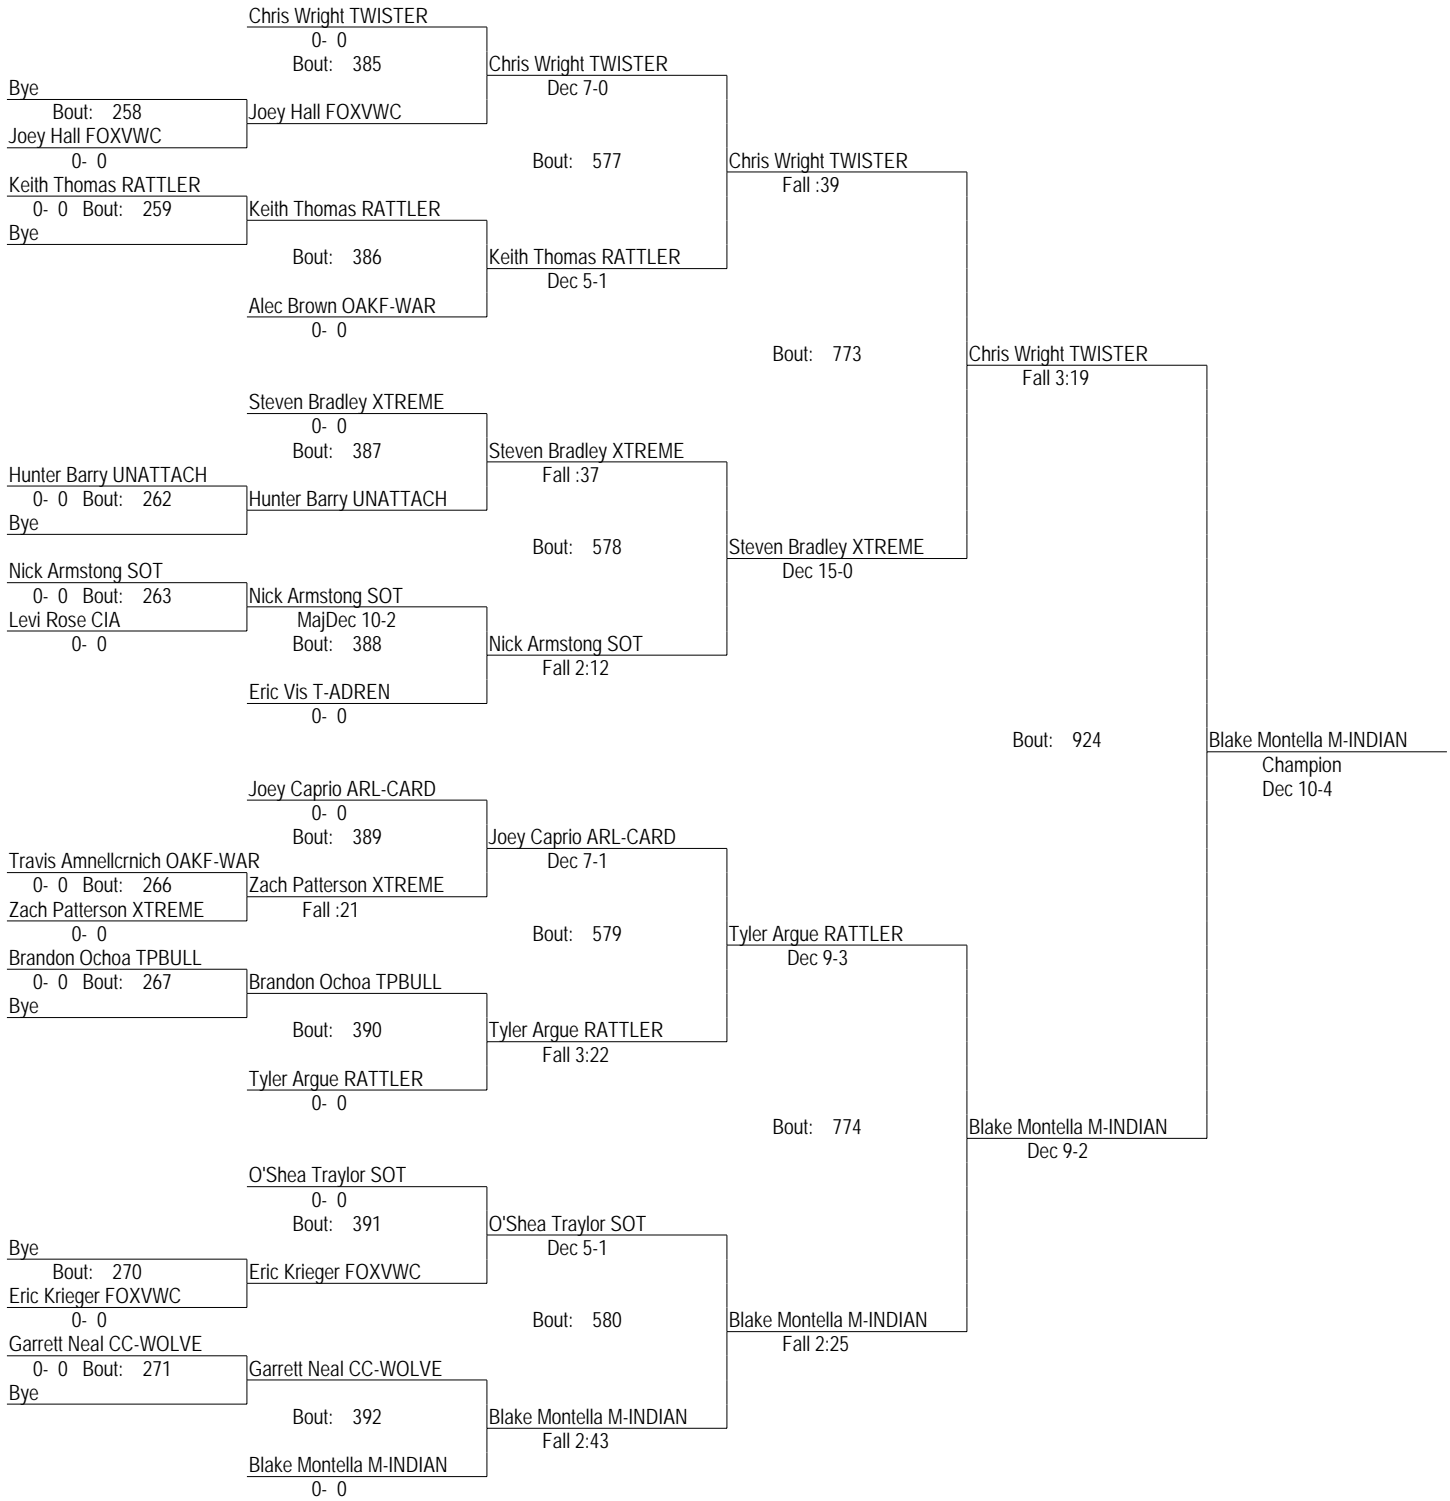 Chris Wright TWISTER
0- 0
Bout: 385
Chris Wright TWISTER
Dec 7-0
Bye
Bout: 258
Joey Hall FOXVWC
Joey Hall FOXVWC
0- 0
Bout: 577
Chris Wright TWISTER
Fall :39
Keith Thomas RATTLER
0- 0 Bout: 259
Keith Thomas RATTLER
Bye
Bout: 386
Keith Thomas RATTLER
Dec 5-1
Alec Brown OAKF-WAR
0- 0
Bout: 773
Chris Wright TWISTER
Fall 3:19
Steven Bradley XTREME
0- 0
Bout: 387
Steven Bradley XTREME
Fall :37
Hunter Barry UNATTACH
0- 0 Bout: 262
Hunter Barry UNATTACH
Bye
Bout: 578
Steven Bradley XTREME
Dec 15-0
Nick Armstong SOT
0- 0 Bout: 263
Nick Armstong SOT
Levi Rose CIA
MajDec 10-2
0- 0
Bout: 388
Nick Armstong SOT
Fall 2:12
Eric Vis T-ADREN
0- 0
Bout: 924
Blake Montella M-INDIAN
Champion
Dec 10-4
Joey Caprio ARL-CARD
0- 0
Bout: 389
Joey Caprio ARL-CARD
Dec 7-1
Travis Amnellcrnich OAKF-WAR
0- 0 Bout: 266
Zach Patterson XTREME
Zach Patterson XTREME
Fall :21
0- 0
Bout: 579
Tyler Argue RATTLER
Dec 9-3
Brandon Ochoa TPBULL
0- 0 Bout: 267
Brandon Ochoa TPBULL
Bye
Bout: 390
Tyler Argue RATTLER
Fall 3:22
Tyler Argue RATTLER
0- 0
Bout: 774
Blake Montella M-INDIAN
Dec 9-2
O'Shea Traylor SOT
0- 0
Bout: 391
O'Shea Traylor SOT
Dec 5-1
Bye
Bout: 270
Eric Krieger FOXVWC
Eric Krieger FOXVWC
0- 0
Bout: 580
Blake Montella M-INDIAN
Fall 2:25
Garrett Neal CC-WOLVE
0- 0 Bout: 271
Garrett Neal CC-WOLVE
Bye
Bout: 392
Blake Montella M-INDIAN
Fall 2:43
Blake Montella M-INDIAN
0- 0